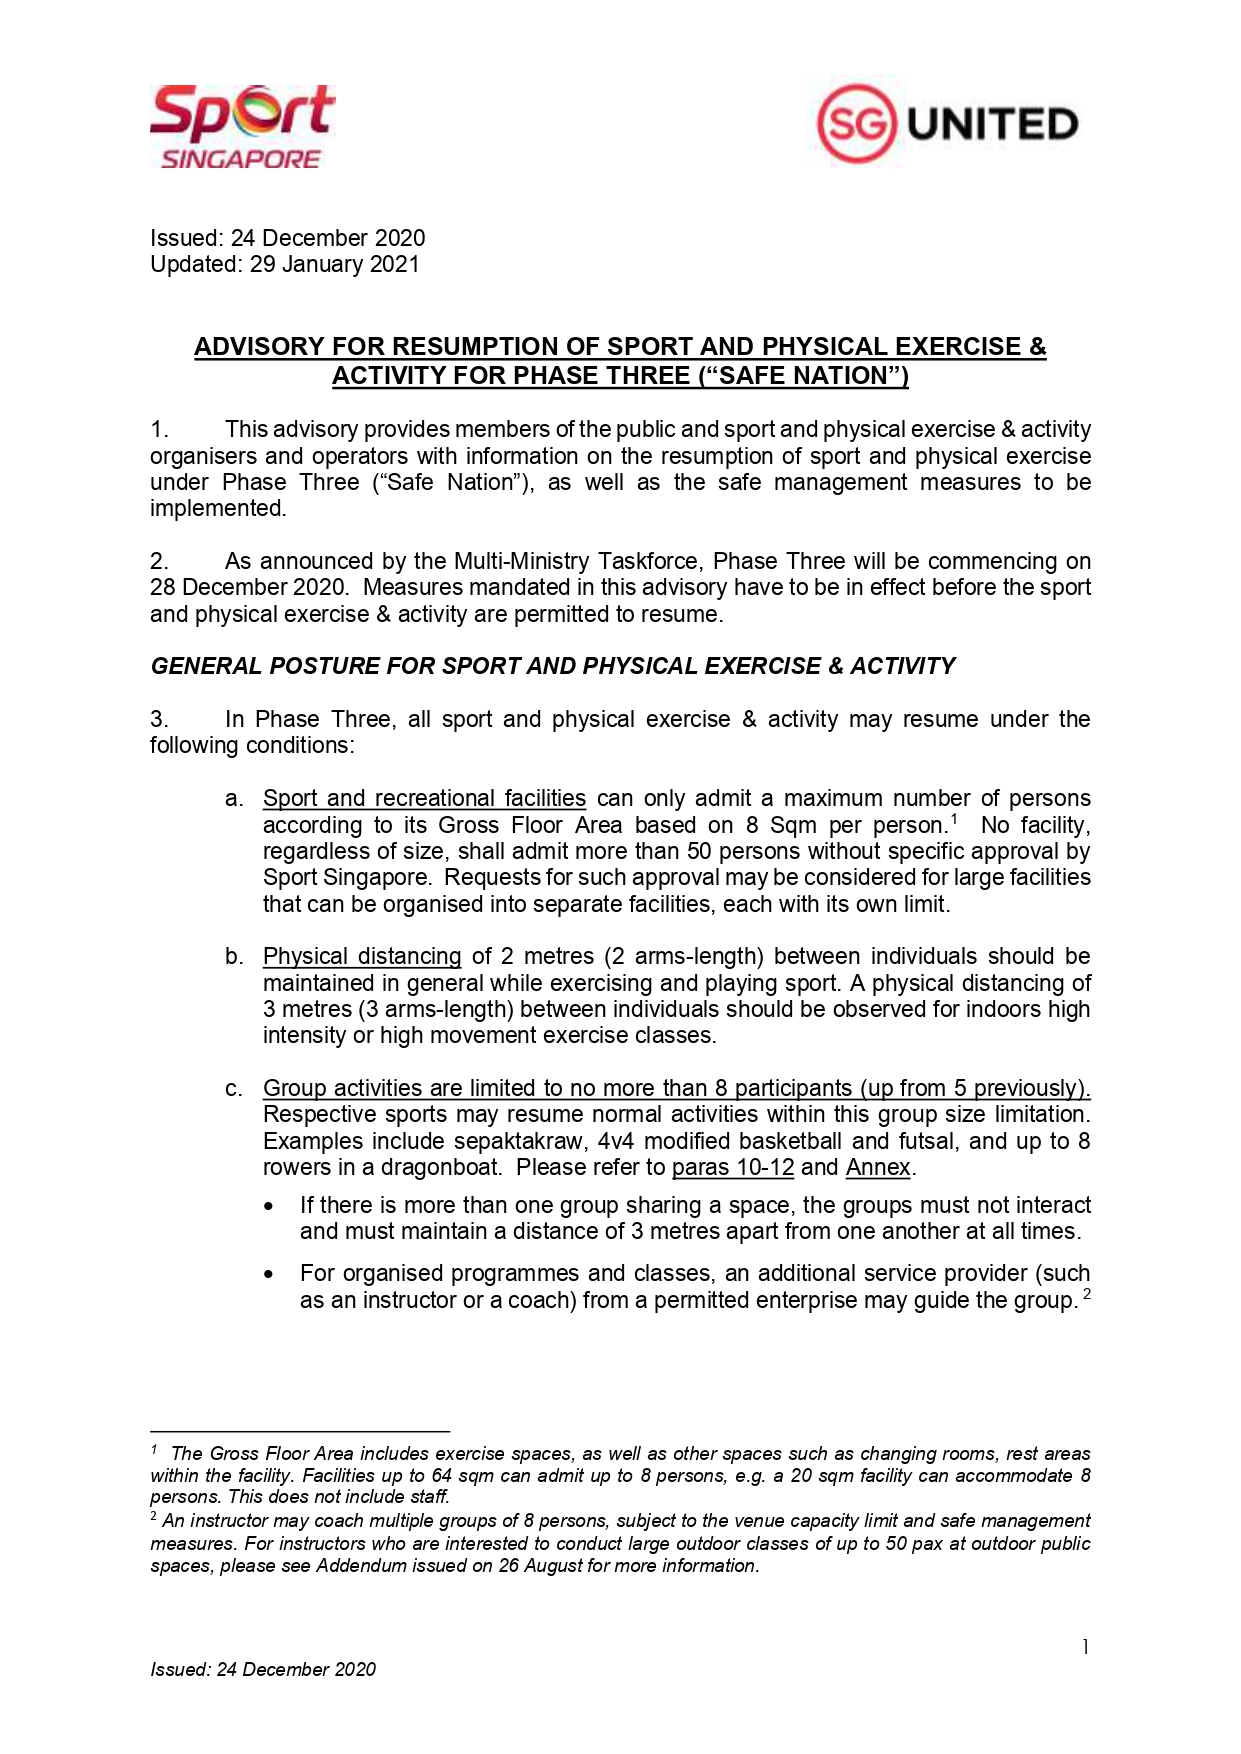 Sport
SINGAPORE
SG UNITED
Issued: 24 December 2020
Updated: 29 January 2021
ADVISORY FOR RESUMPTION OF SPORT AND PHYSICAL EXERCISE &
ACTIVITY FOR PHASE THREE (“SAFE NATION”)
1. This advisory provides members of the public and sport and physical exercise & activity
organisers and operators with information on the resumption of sport and physical exercise
under Phase Three (“Safe Nation”), as well as the safe management measures to be
implemented.
2. As announced by the Multi-Ministry Taskforce, Phase Three will be commencing on
28 December 2020. Measures mandated in this advisory have to be in effect before the sport
and physical exercise & activity are permitted to resume.
GENERAL POSTURE FOR SPORT AND PHYSICAL EXERCISE & ACTIVITY
3. In Phase Three, all sport and physical exercise & activity may resume under the
following conditions:
a. Sport and recreational facilities can only admit a maximum number of persons
according to its Gross Floor Area based on 8 Sqm per person.1 No facility,
regardless of size, shall admit more than 50 persons without specific approval by
Sport Singapore. Requests for such approval may be considered for large facilities
that can be organised into separate facilities, each with its own limit.
b. Physical distancing of 2 metres (2 arms-length) between individuals should be
maintained in general while exercising and playing sport. A physical distancing of
3 metres (3 arms-length) between individuals should be observed for indoors high
intensity or high movement exercise classes.
c. Group activities are limited to no more than 8 participants (up from 5 previously).
Respective sports may resume normal activities within this group size limitation.
Examples include sepaktakraw, 4v4 modified basketball and futsal, and up to 8
rowers in a dragonboat. Please refer to paras 10-12 and Annex.
• If there is more than one group sharing a space, the groups must not interact
and must maintain a distance of 3 metres apart from one another at all times.
• For organised programmes and classes, an additional service provider (such
as an instructor or a coach) from a permitted enterprise may guide the group. 2
1 The Gross Floor Area includes exercise spaces, as well as other spaces such as changing rooms, rest areas
within the facility. Facilities up to 64 sqm can admit up to 8 persons, e.g. a 20 sqm facility can accommodate 8
persons. This does not include staff.
2 An instructor may coach multiple groups of 8 persons, subject to the venue capacity limit and safe management
measures. For instructors who are interested to conduct large outdoor classes of up to 50 pax at outdoor public
spaces, please see Addendum issued on 26 August for more information.
1
Issued: 24 December 2020